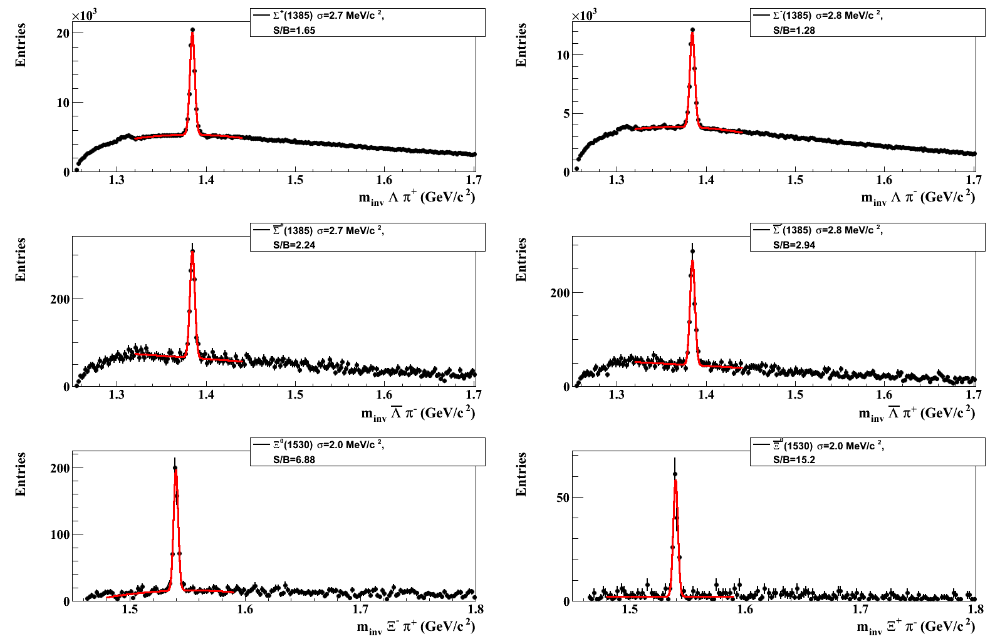 ×10³
Σ⁺(1385) σ=2.7 MeV/c ²,
S/B=1.65
Entries
20
10
0
1.3 1.4 1.5 1.6 1.7
m_inv Λ π⁺ (GeV/c²)
×10³
Σ⁻(1385) σ=2.8 MeV/c ²,
S/B=1.28
Entries
10
5
0
1.3 1.4 1.5 1.6 1.7
m_inv Λ π⁻ (GeV/c²)
Σ̅⁺(1385) σ=2.7 MeV/c ²,
S/B=2.24
Entries
200
0
1.3 1.4 1.5 1.6 1.7
m_inv Λ̅ π⁻ (GeV/c²)
Σ̅⁻(1385) σ=2.8 MeV/c ²,
S/B=2.94
Entries
200
0
1.3 1.4 1.5 1.6 1.7
m_inv Λ̅ π⁺ (GeV/c²)
Ξ⁰(1530) σ=2.0 MeV/c ²,
S/B=6.88
Entries
200
100
0
1.5 1.6 1.7 1.8
m_inv Ξ⁻ π⁺ (GeV/c²)
Ξ̅⁰(1530) σ=2.0 MeV/c ²,
S/B=15.2
Entries
50
0
1.5 1.6 1.7 1.8
m_inv Ξ⁺ π⁻ (GeV/c²)